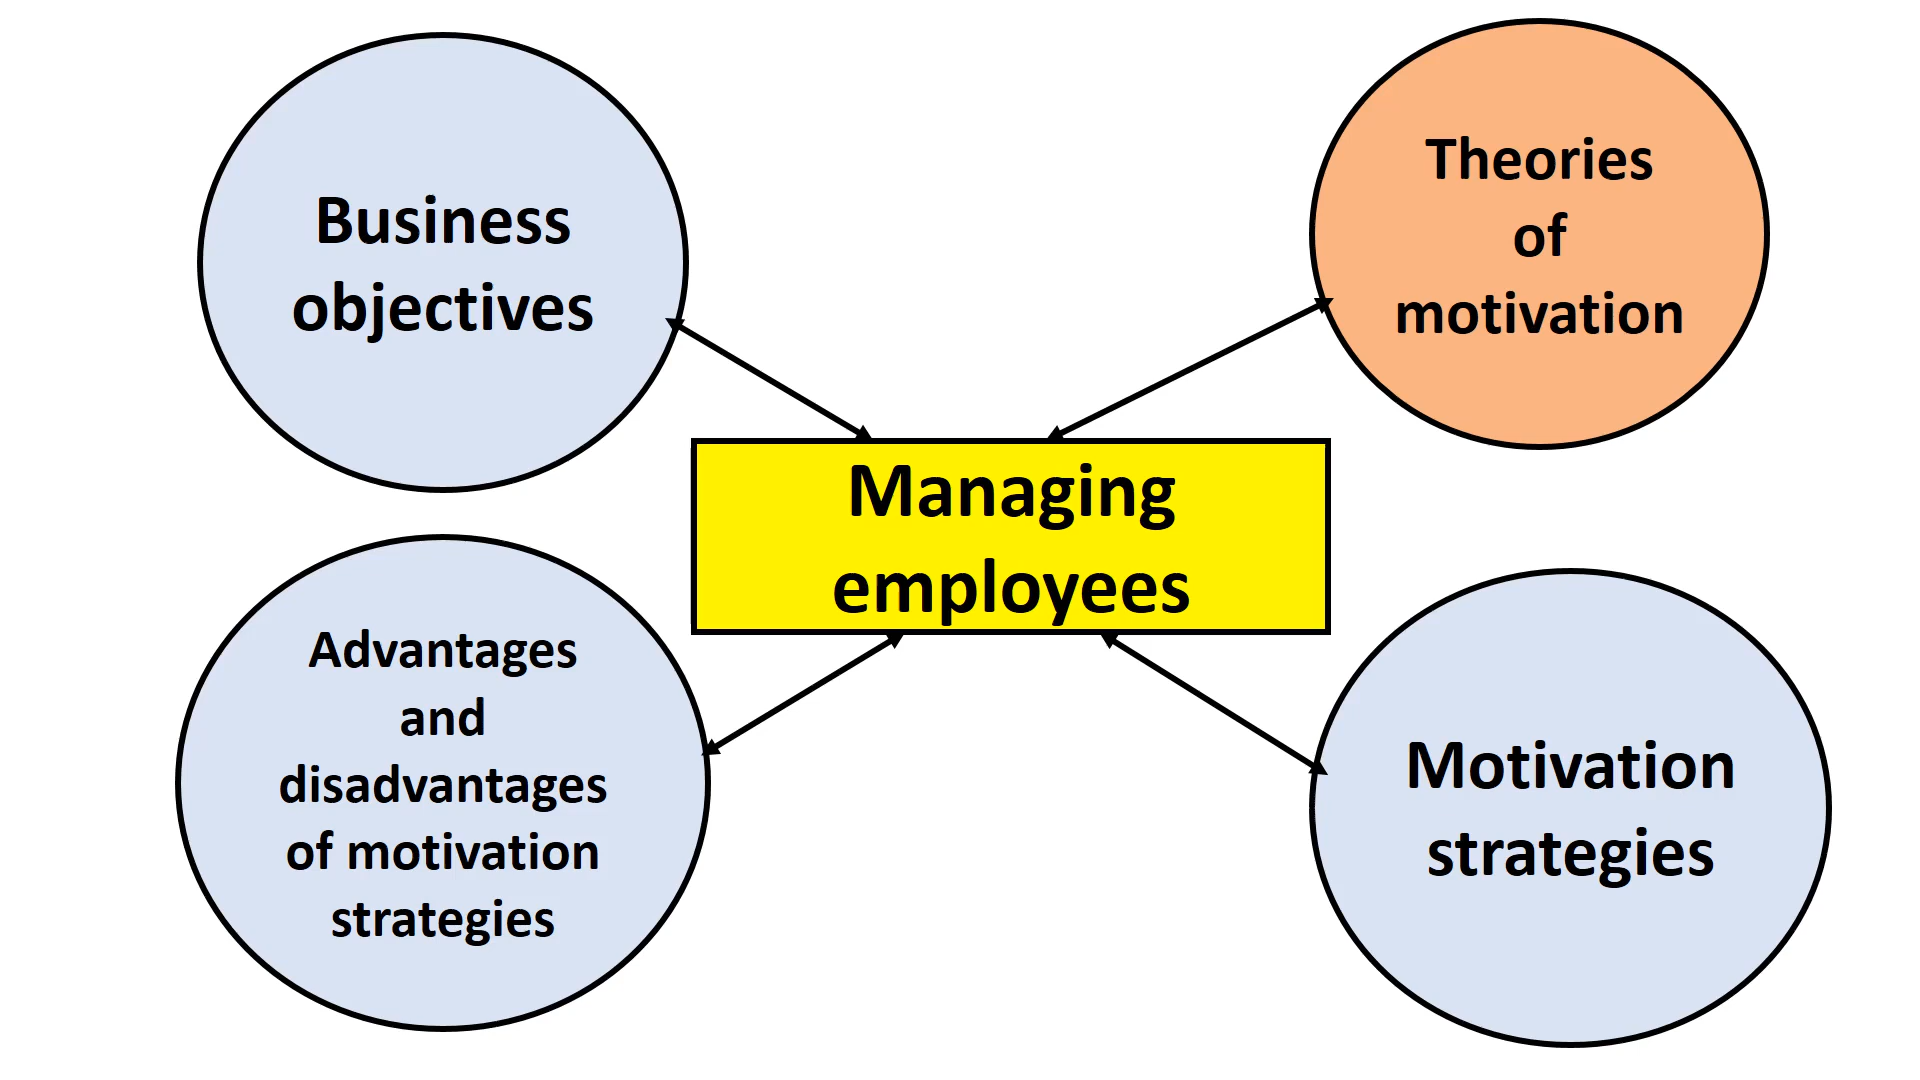 Business
objectives
Theories
of
motivation
Managing
employees
Advantages
and
disadvantages
of motivation
strategies
Motivation
strategies